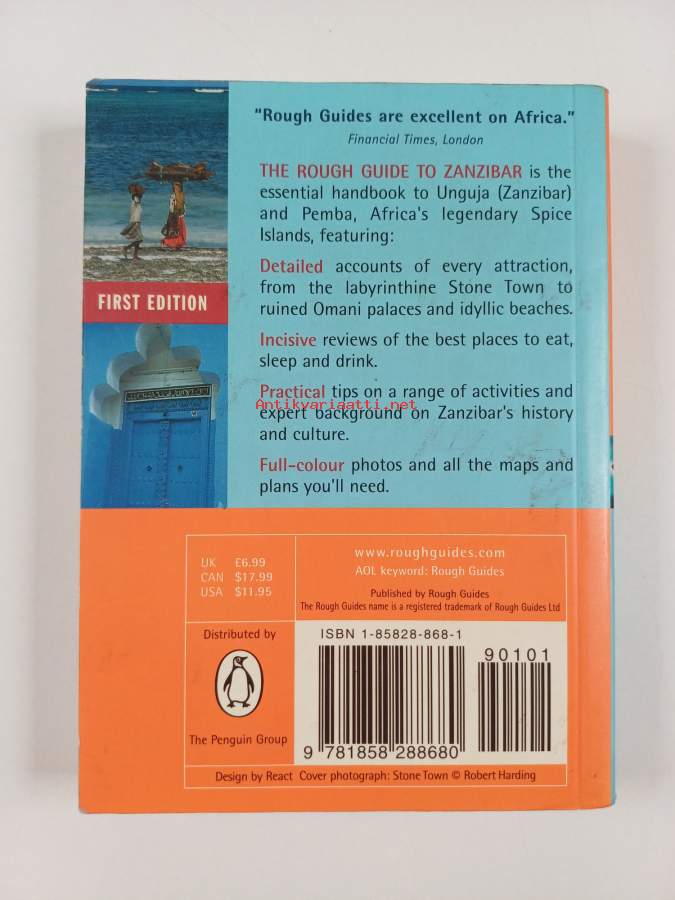 "Rough Guides are excellent on Africa."
Financial Times, London
THE ROUGH GUIDE TO ZANZIBAR is the
essential handbook to Unguja (Zanzibar)
and Pemba, Africa's legendary Spice
Islands, featuring:
Detailed accounts of every attraction,
from the labyrinthine Stone Town to
ruined Omani palaces and idyllic beaches.
FIRST EDITION
Incisive reviews of the best places to eat,
sleep and drink.
Practical tips on a range of activities and
Antikvariaatti.net
expert background on Zanzibar's history
and culture.
Full-colour photos and all the maps and
plans you'll need.
UK £6.99
CAN $17.99
USA $11.95
www.roughguides.com
AOL keyword: Rough Guides
Published by Rough Guides
The Rough Guides name is a registered trademark of Rough Guides Ltd
Distributed by
The Penguin Group
ISBN 1-85828-868-1
90101
9 781858 288680
Design by React Cover photograph: Stone Town © Robert Harding